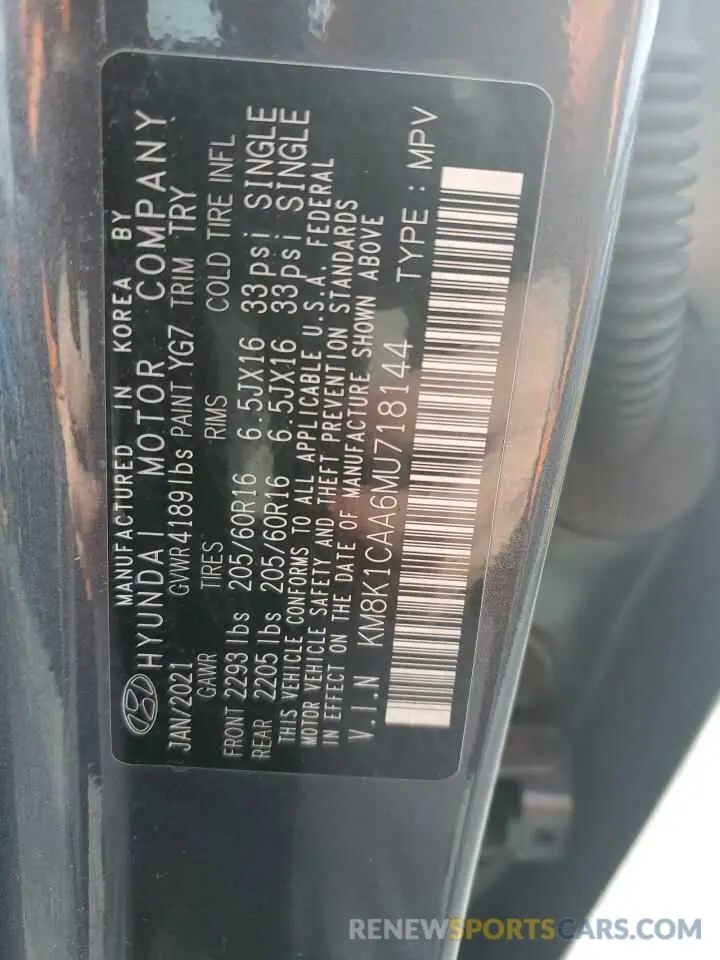 MANUFACTURED IN KOREA BY
HYUNDAI MOTOR COMPANY
JAN/2021 GVWR 4189 lbs PAINT YG7 TRIM TRY
GAWR TIRES RIMS COLD TIRE INFL
FRONT 2293 lbs 205/60R16 6.5JX16 33psi SINGLE
REAR 2205 lbs 205/60R16 6.5JX16 33psi SINGLE
THIS VEHICLE CONFORMS TO ALL APPLICABLE U.S.A. FEDERAL
MOTOR VEHICLE SAFETY AND THEFT PREVENTION STANDARDS
IN EFFECT ON THE DATE OF MANUFACTURE SHOWN ABOVE
V.I.N KM8K1CAA6MU718144 TYPE : MPV
RENEWSPORTSCARS.COM